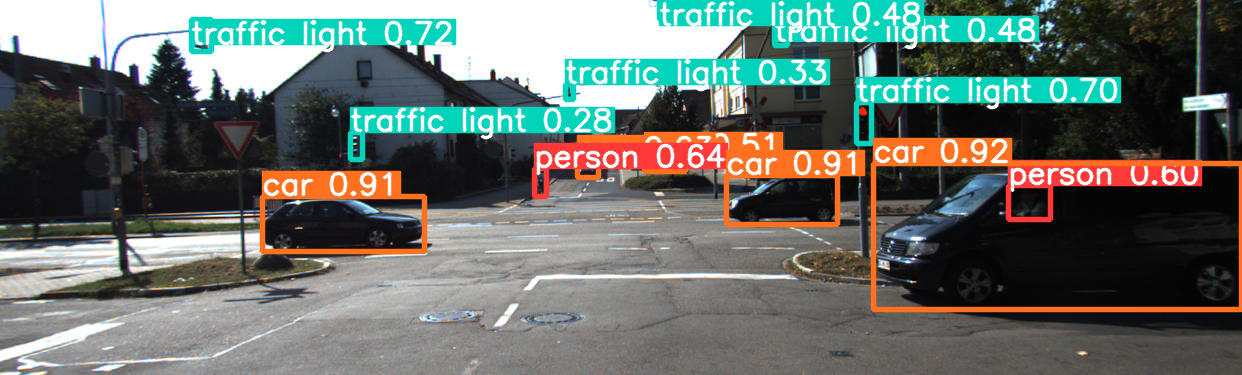 traffic light 0.48
traffic light 0.72
traffic light 0.48
traffic light 0.33
traffic light 0.70
traffic light 0.28
person 0.64
car 0.91
car 0.92
person 0.60
car 0.91